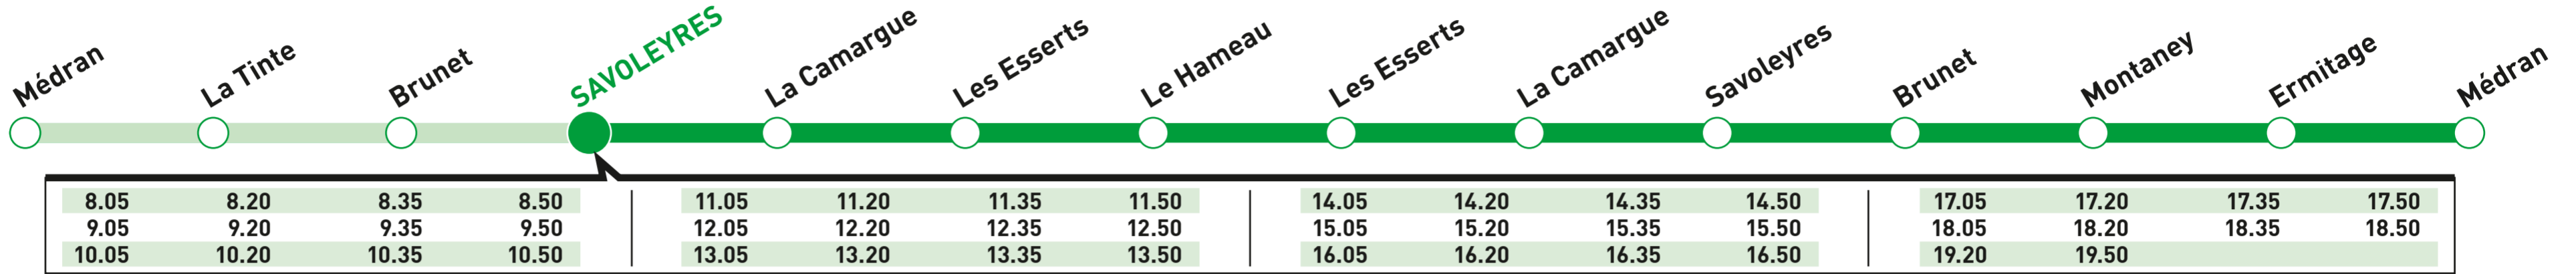 Médran
La Tinte
Brunet
SAVOLEYRES
La Camargue
Les Esserts
Le Hameau
Les Esserts
La Camargue
Savoleyres
Brunet
Montaney
Ermitage
Médran
8.05 8.20 8.35 8.50 11.05 11.20 11.35 11.50 14.05 14.20 14.35 14.50 17.05 17.20 17.35 17.50
9.05 9.20 9.35 9.50 12.05 12.20 12.35 12.50 15.05 15.20 15.35 15.50 18.05 18.20 18.35 18.50
10.05 10.20 10.35 10.50 13.05 13.20 13.35 13.50 16.05 16.20 16.35 16.50 19.20 19.50